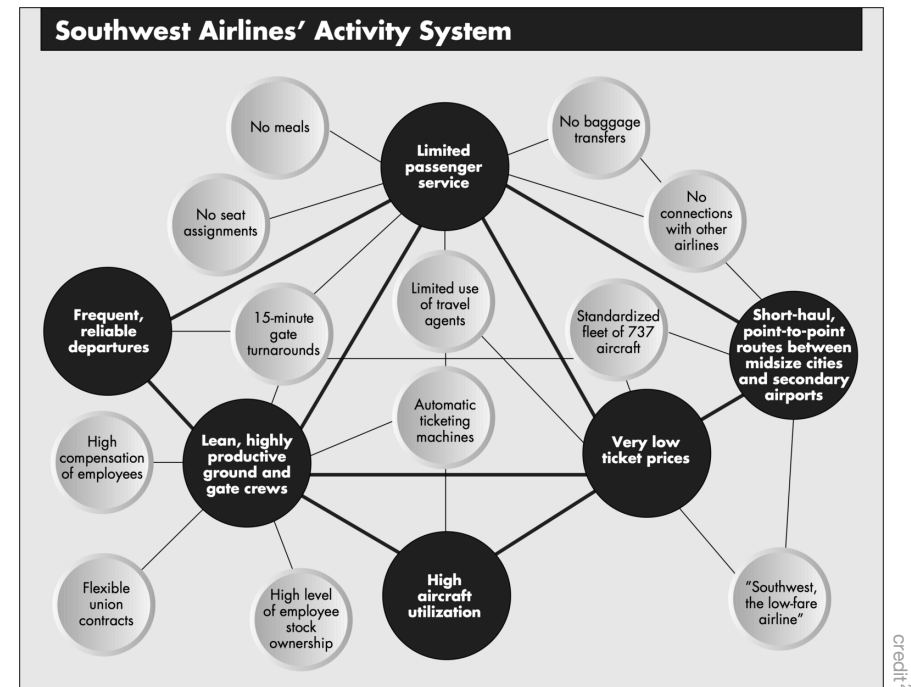 Southwest Airlines’ Activity System
No meals
Limited
passenger
service
No baggage
transfers
No seat
assignments
No
connections
with other
airlines
Frequent,
reliable
departures
15-minute
gate
turnarounds
Limited use
of travel
agents
Standardized
fleet of 737
aircraft
Short-haul,
point-to-point
routes between
midsize cities
and secondary
airports
High
compensation
of employees
Lean, highly
productive
ground and
gate crews
Automatic
ticketing
machines
Very low
ticket prices
Flexible
union
contracts
High level
of employee
stock
ownership
High
aircraft
utilization
"Southwest,
the low-fare
airline"
credit